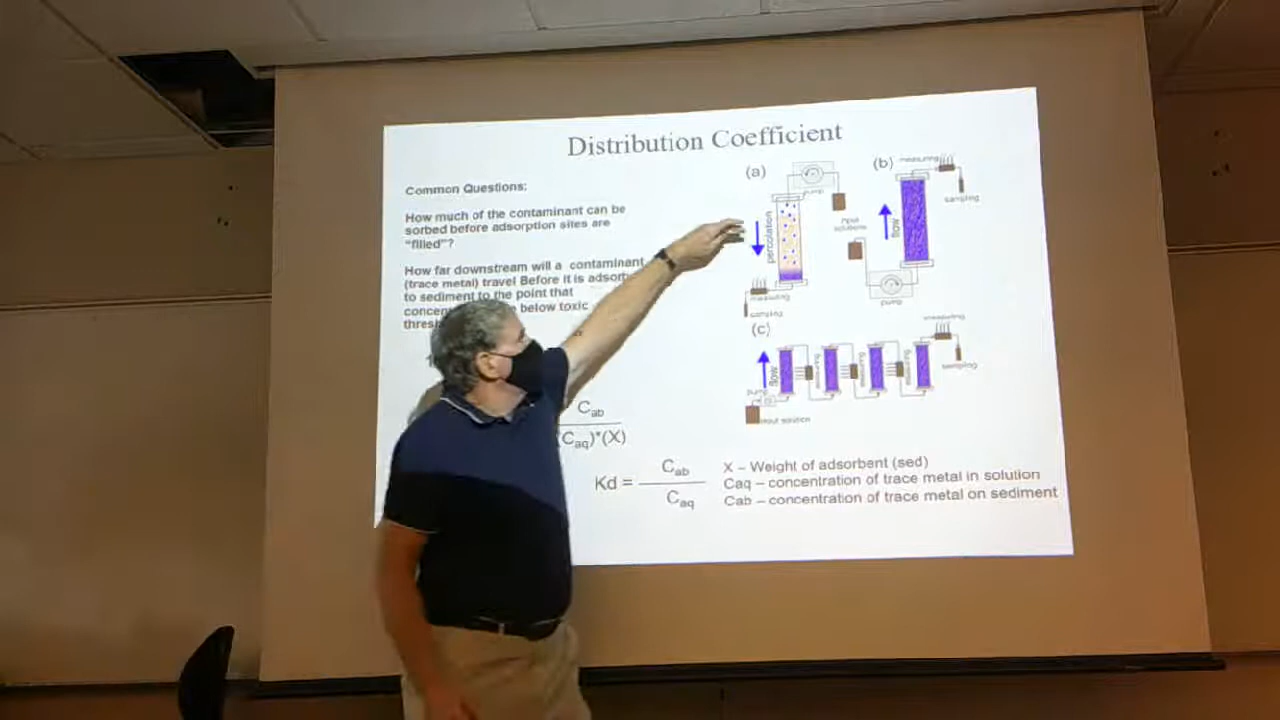 Distribution Coefficient
Common Questions:
How much of the contaminant can be
sorbed before adsorption sites are
"filled"?
How far downstream will a contaminant
(trace metal) travel Before it is adsorb
to sediment to the point that
concen below toxic
thresh
(a)
pump
percolation
input
solutions
measuring
sampling
(b)
measuring
sampling
flow
pump
(c)
measuring
sampling
flow
pump
input solution
Cab
(Caq)*(X)
Kd = Cab
Caq
X – Weight of adsorbent (sed)
Caq – concentration of trace metal in solution
Cab – concentration of trace metal on sediment